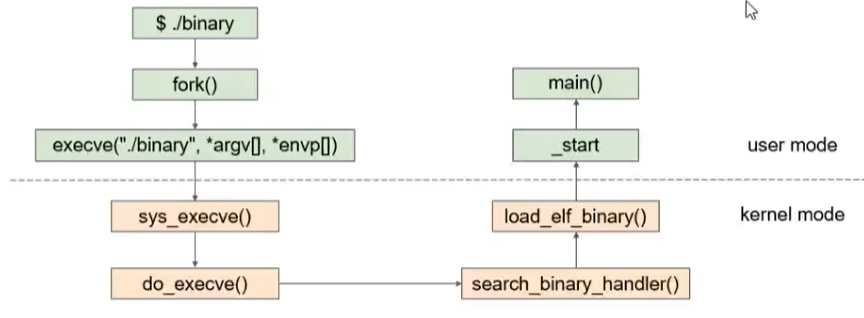 $ ./binary
fork()
main()
execve("./binary", *argv[], *envp[])
_start
user mode
sys_execve()
load_elf_binary()
kernel mode
do_execve()
search_binary_handler()